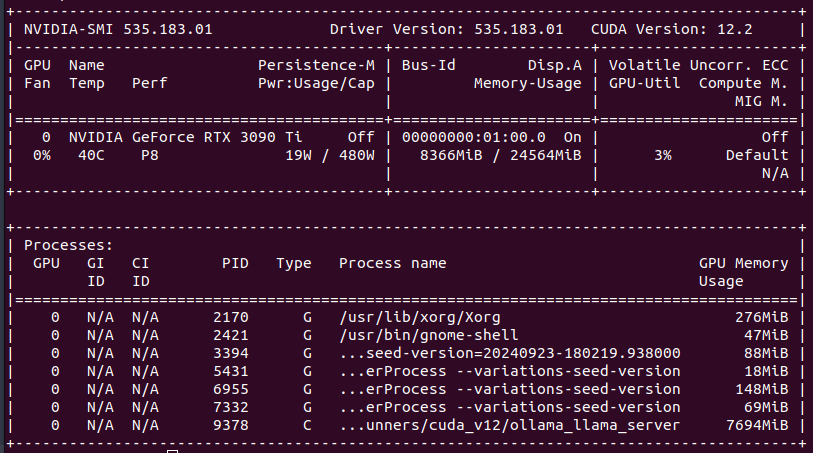 +---------------------------------------------------------------------------------------+
| NVIDIA-SMI 535.183.01             Driver Version: 535.183.01   CUDA Version: 12.2     |
|-----------------------------------------+----------------------+----------------------+
| GPU  Name                 Persistence-M | Bus-Id        Disp.A | Volatile Uncorr. ECC |
| Fan  Temp   Perf          Pwr:Usage/Cap |         Memory-Usage | GPU-Util  Compute M. |
|                                         |                      |               MIG M. |
|=========================================+======================+======================|
|   0  NVIDIA GeForce RTX 3090 Ti     Off | 00000000:01:00.0  On |                  Off |
|  0%   40C    P8              19W / 480W |   8366MiB / 24564MiB |      3%      Default |
|                                         |                      |                  N/A |
+-----------------------------------------+----------------------+----------------------+

+---------------------------------------------------------------------------------------+
| Processes:                                                                            |
|  GPU   GI   CI        PID   Type   Process name                            GPU Memory |
|        ID   ID                                                             Usage      |
|=======================================================================================|
|    0   N/A  N/A      2170      G   /usr/lib/xorg/Xorg                          276MiB |
|    0   N/A  N/A      2421      G   /usr/bin/gnome-shell                         47MiB |
|    0   N/A  N/A      3394      G   ...seed-version=20240923-180219.938000       88MiB |
|    0   N/A  N/A      5431      G   ...erProcess --variations-seed-version       18MiB |
|    0   N/A  N/A      6955      G   ...erProcess --variations-seed-version      148MiB |
|    0   N/A  N/A      7332      G   ...erProcess --variations-seed-version       69MiB |
|    0   N/A  N/A      9378      C   ...unners/cuda_v12/ollama_llama_server     7694MiB |
+---------------------------------------------------------------------------------------+